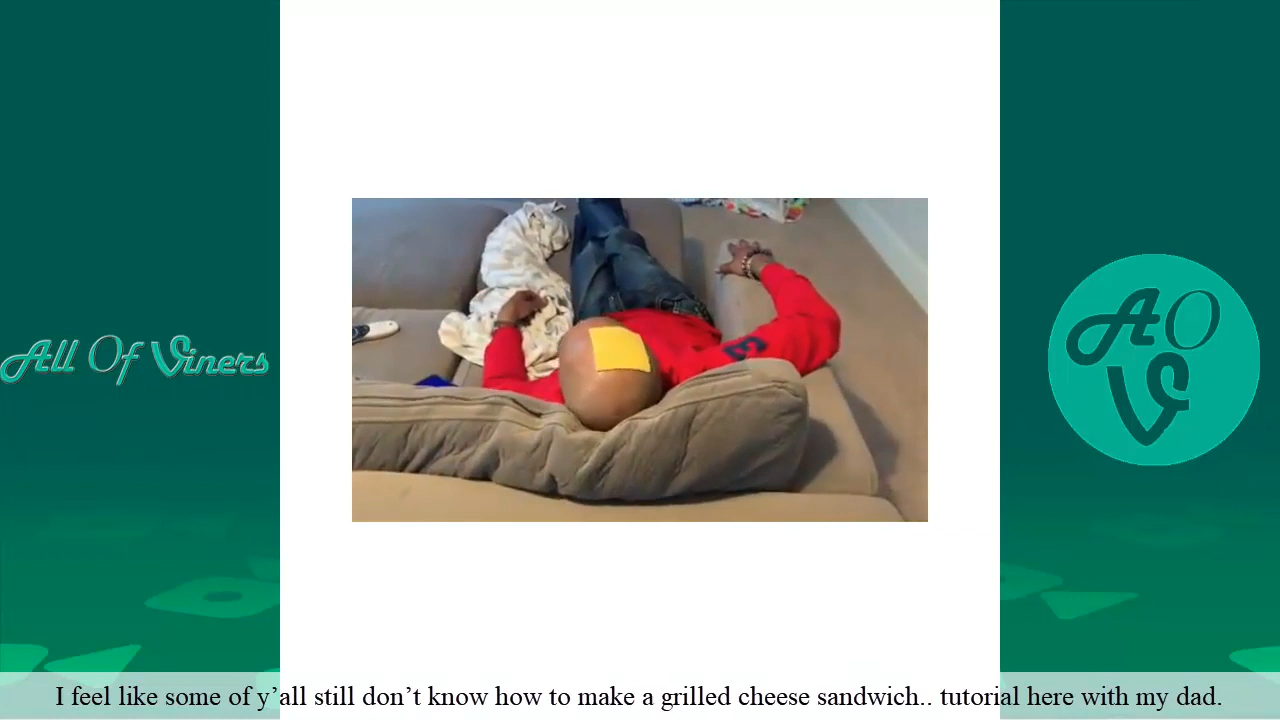 All Of Viners
AO
V
I feel like some of y’all still don’t know how to make a grilled cheese sandwich.. tutorial here with my dad.